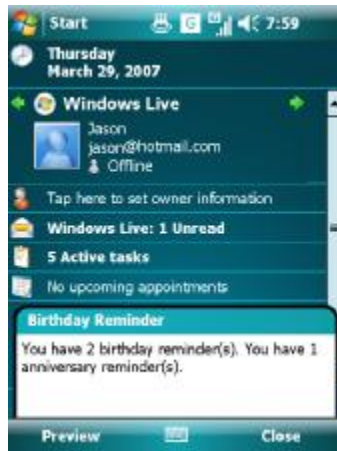 Start
G
7:59
Thursday
March 29, 2007
Windows Live
Jason
jason@hotmail.com
Offline
Tap here to set owner information
Windows Live: 1 Unread
5 Active tasks
No upcoming appointments
Birthday Reminder
You have 2 birthday reminder(s). You have 1
anniversary reminder(s).
Preview
Close